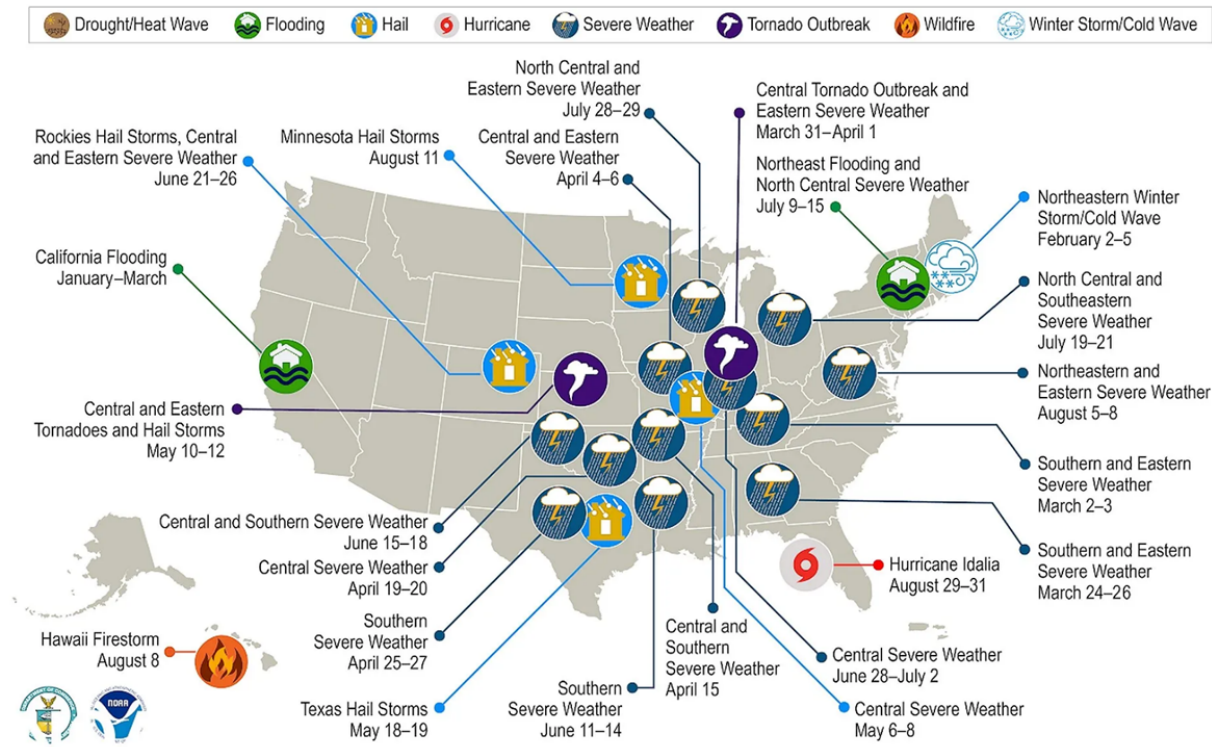 Drought/Heat Wave
Flooding
Hail
Hurricane
Severe Weather
Tornado Outbreak
Wildfire
Winter Storm/Cold Wave
North Central and
Eastern Severe Weather
July 28–29
Central Tornado Outbreak and
Eastern Severe Weather
March 31–April 1
Rockies Hail Storms, Central
and Eastern Severe Weather
June 21–26
Minnesota Hail Storms
August 11
Central and Eastern
Severe Weather
April 4–6
Northeast Flooding and
North Central Severe Weather
July 9–15
Northeastern Winter
Storm/Cold Wave
February 2–5
California Flooding
January–March
North Central and
Southeastern
Severe Weather
July 19–21
Northeastern and
Eastern Severe Weather
August 5–8
Central and Eastern
Tornadoes and Hail Storms
May 10–12
Southern and Eastern
Severe Weather
March 2–3
Central and Southern Severe Weather
June 15–18
Central Severe Weather
April 19–20
Southern and Eastern
Severe Weather
March 24–26
Hurricane Idalia
August 29–31
Southern
Severe Weather
April 25–27
Hawaii Firestorm
August 8
Central and
Southern
Severe Weather
April 15
Central Severe Weather
June 28–July 2
Texas Hail Storms
May 18–19
Southern
Severe Weather
June 11–14
Central Severe Weather
May 6–8
NOAA